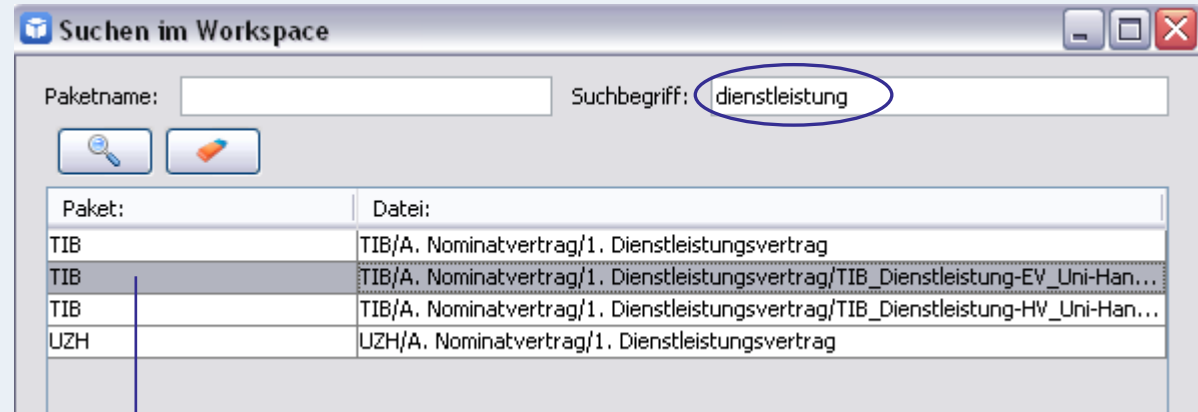 Suchen im Workspace
Paketname: Suchbegriff: dienstleistung
Paket: Datei:
TIB TIB/A. Nominatvertrag/1. Dienstleistungsvertrag
TIB TIB/A. Nominatvertrag/1. Dienstleistungsvertrag/TIB_Dienstleistung-EV_Uni-Han...
TIB TIB/A. Nominatvertrag/1. Dienstleistungsvertrag/TIB_Dienstleistung-HV_Uni-Han...
UZH UZH/A. Nominatvertrag/1. Dienstleistungsvertrag